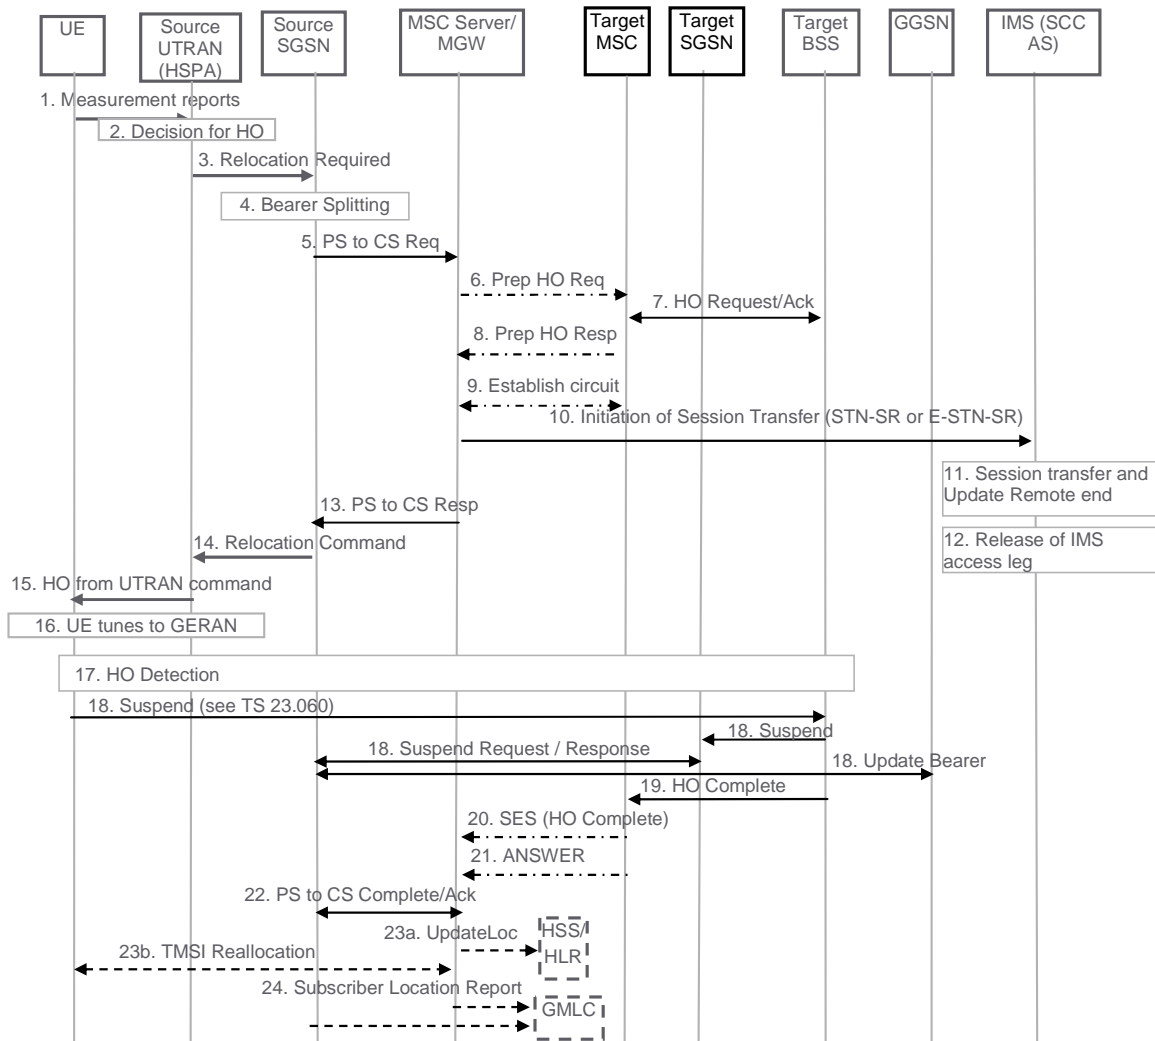 UE
Source
UTRAN
(HSPA)
Source
SGSN
MSC Server/
MGW
Target
MSC
Target
SGSN
Target
BSS
GGSN
IMS (SCC
AS)
1. Measurement reports
2. Decision for HO
3. Relocation Required
4. Bearer Splitting
5. PS to CS Req
6. Prep HO Req
7. HO Request/Ack
8. Prep HO Resp
9. Establish circuit
10. Initiation of Session Transfer (STN-SR or E-STN-SR)
11. Session transfer and
Update Remote end
13. PS to CS Resp
12. Release of IMS
access leg
14. Relocation Command
15. HO from UTRAN command
16. UE tunes to GERAN
17. HO Detection
18. Suspend (see TS 23.060)
18. Suspend
18. Suspend Request / Response
18. Update Bearer
19. HO Complete
20. SES (HO Complete)
21. ANSWER
22. PS to CS Complete/Ack
23a. UpdateLoc
HSS/
HLR
23b. TMSI Reallocation
24. Subscriber Location Report
GMLC